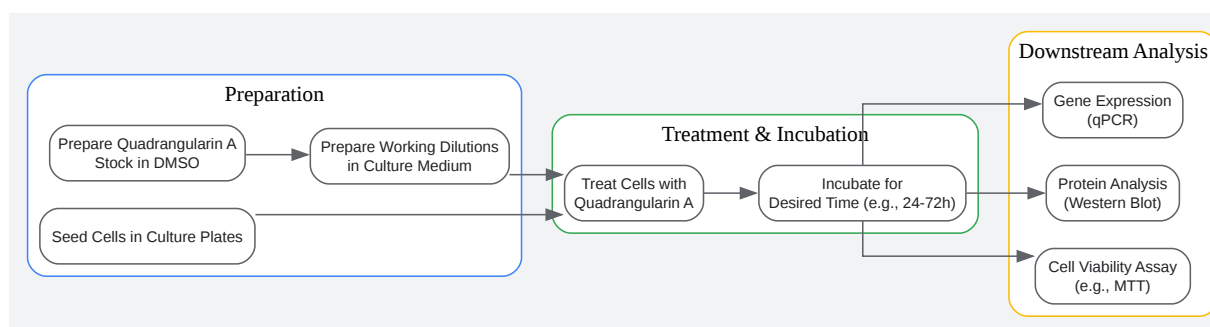 Preparation
Prepare Quadrangularin A
Stock in DMSO
Prepare Working Dilutions
in Culture Medium
Seed Cells in Culture Plates
Treatment & Incubation
Treat Cells with
Quadrangularin A
Incubate for
Desired Time (e.g., 24-72h)
Downstream Analysis
Gene Expression
(qPCR)
Protein Analysis
(Western Blot)
Cell Viability Assay
(e.g., MTT)